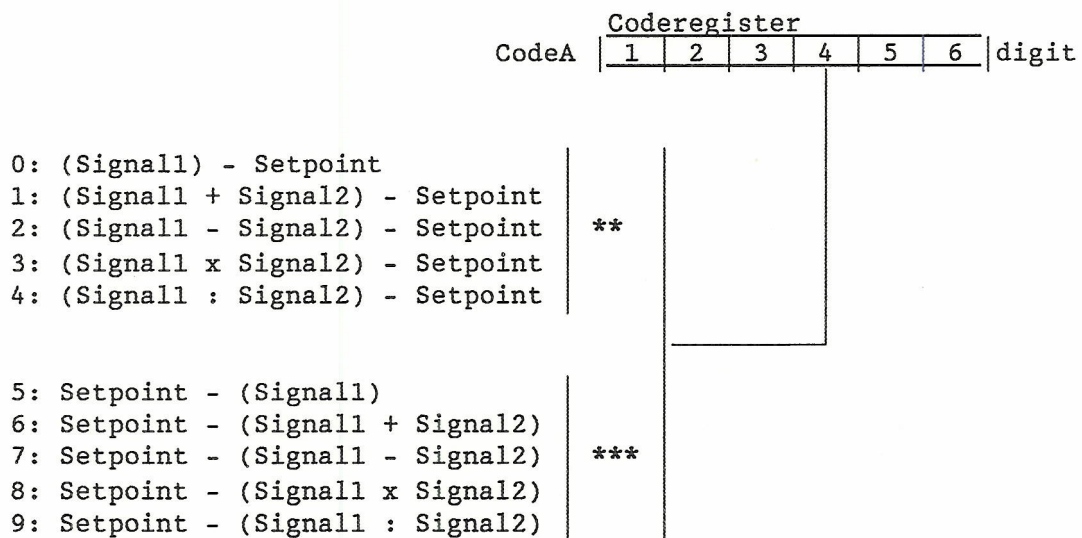 Coderegister
CodeA 1 2 3 4 5 6 digit
0: (Signal1) - Setpoint
1: (Signal1 + Signal2) - Setpoint
2: (Signal1 - Signal2) - Setpoint **
3: (Signal1 x Signal2) - Setpoint
4: (Signal1 : Signal2) - Setpoint
5: Setpoint - (Signal1)
6: Setpoint - (Signal1 + Signal2)
7: Setpoint - (Signal1 - Signal2) ***
8: Setpoint - (Signal1 x Signal2)
9: Setpoint - (Signal1 : Signal2)